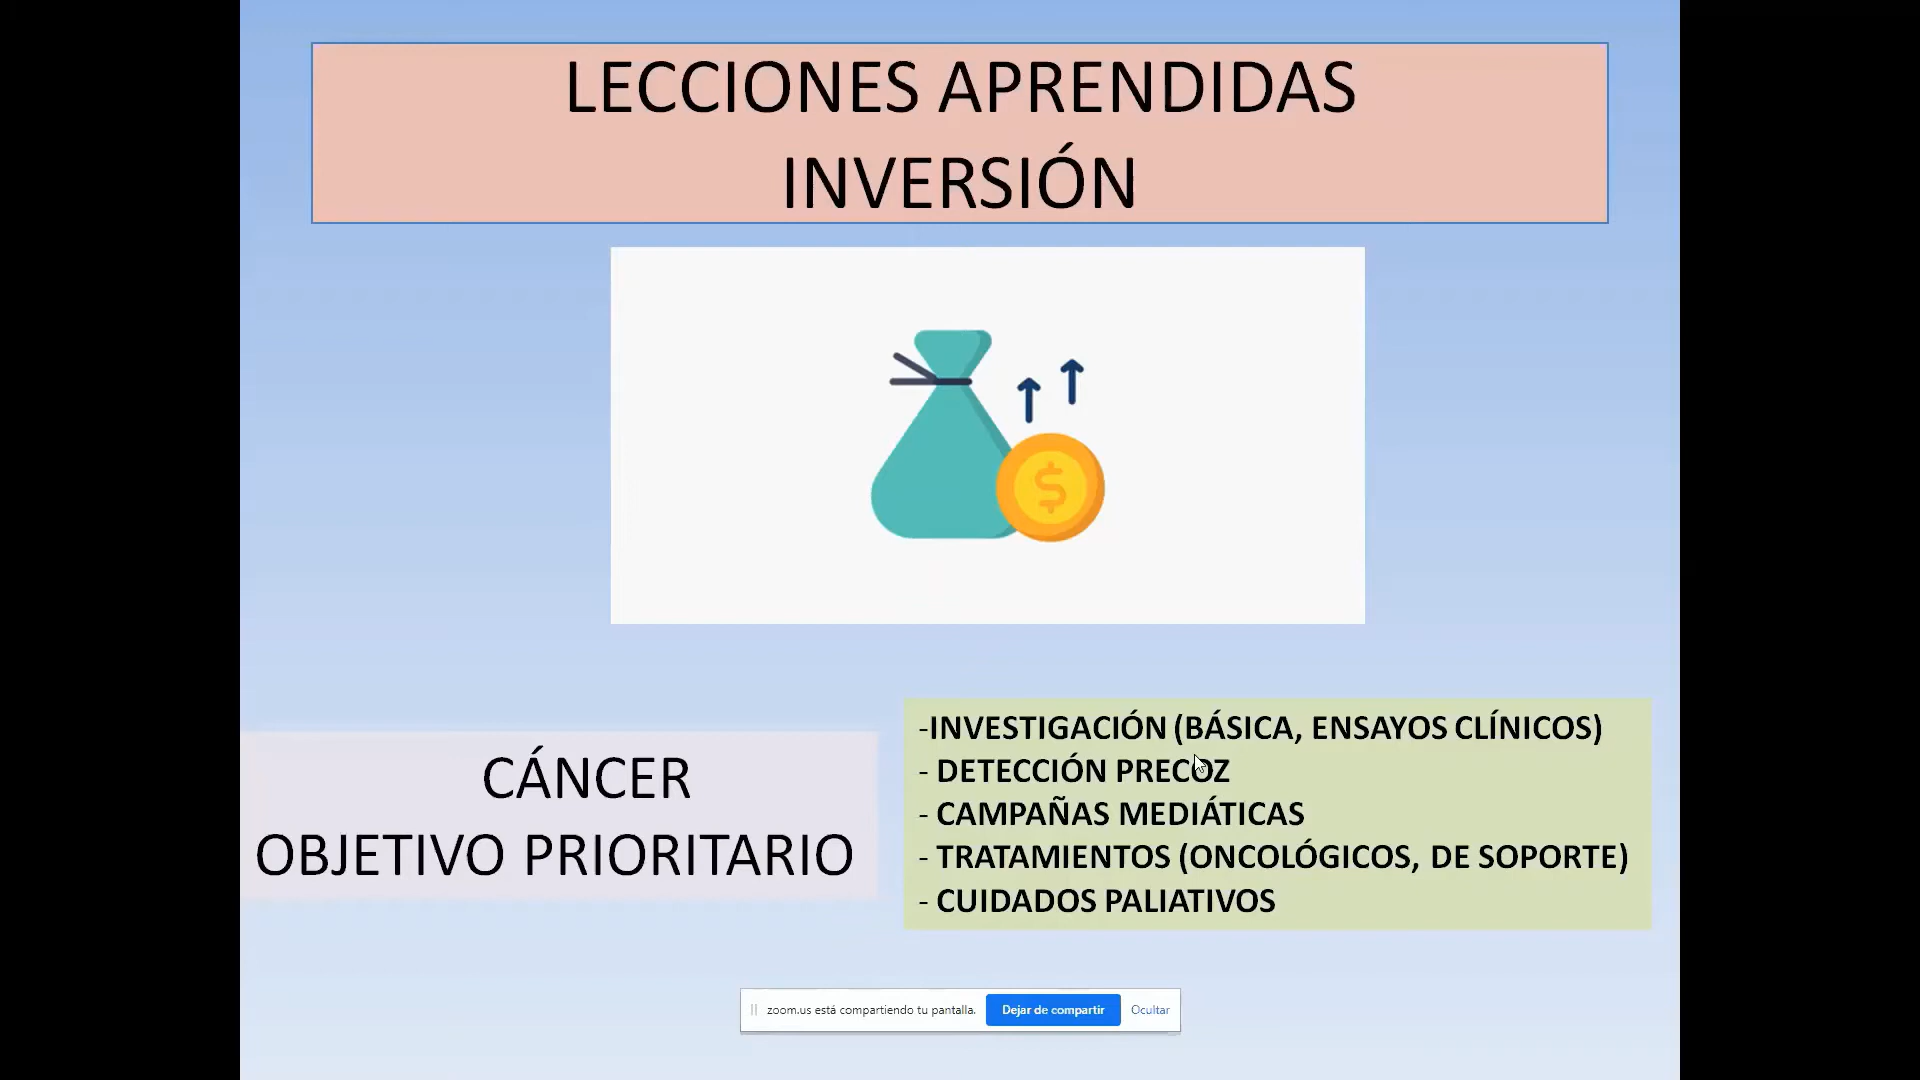 LECCIONES APRENDIDAS
INVERSIÓN
$
CÁNCER
OBJETIVO PRIORITARIO
-INVESTIGACIÓN (BÁSICA, ENSAYOS CLÍNICOS)
- DETECCIÓN PRECOZ
- CAMPAÑAS MEDIÁTICAS
- TRATAMIENTOS (ONCOLÓGICOS, DE SOPORTE)
- CUIDADOS PALIATIVOS
zoom.us está compartiendo tu pantalla. Dejar de compartir Ocultar